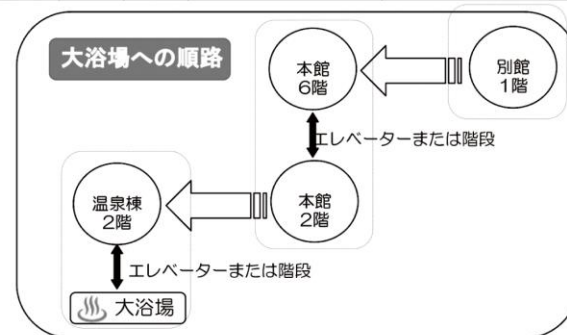 大浴場への順路
本館
6階
別館
1階
エレベーターまたは階段
温泉棟
2階
本館
2階
エレベーターまたは階段
大浴場